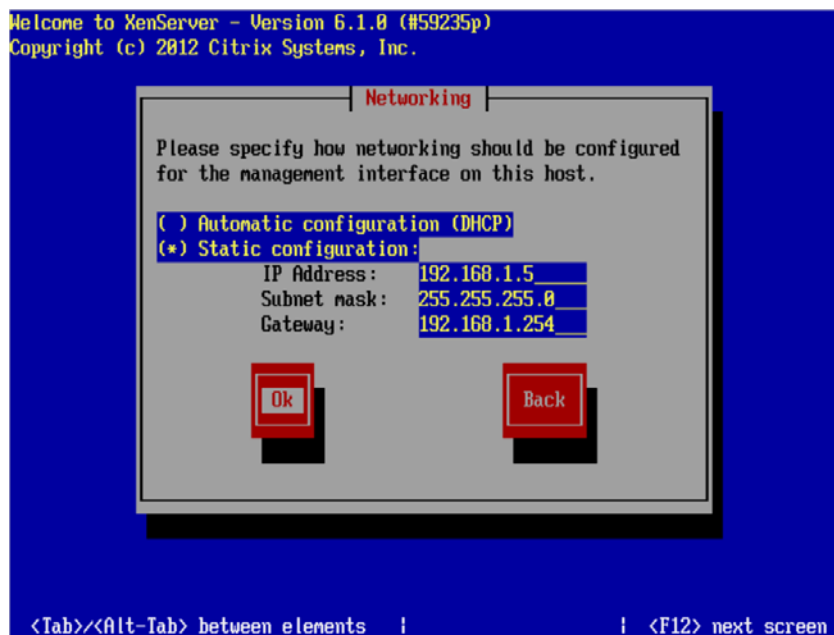 Welcome to XenServer - Version 6.1.0 (#59235p)
Copyright (c) 2012 Citrix Systems, Inc.
Networking
Please specify how networking should be configured
for the management interface on this host.
( ) Automatic configuration (DHCP)
(*) Static configuration:
IP Address: 192.168.1.5_____
Subnet mask: 255.255.255.0___
Gateway: 192.168.1.254___
Ok Back
<Tab>/<Alt-Tab> between elements | | <F12> next screen